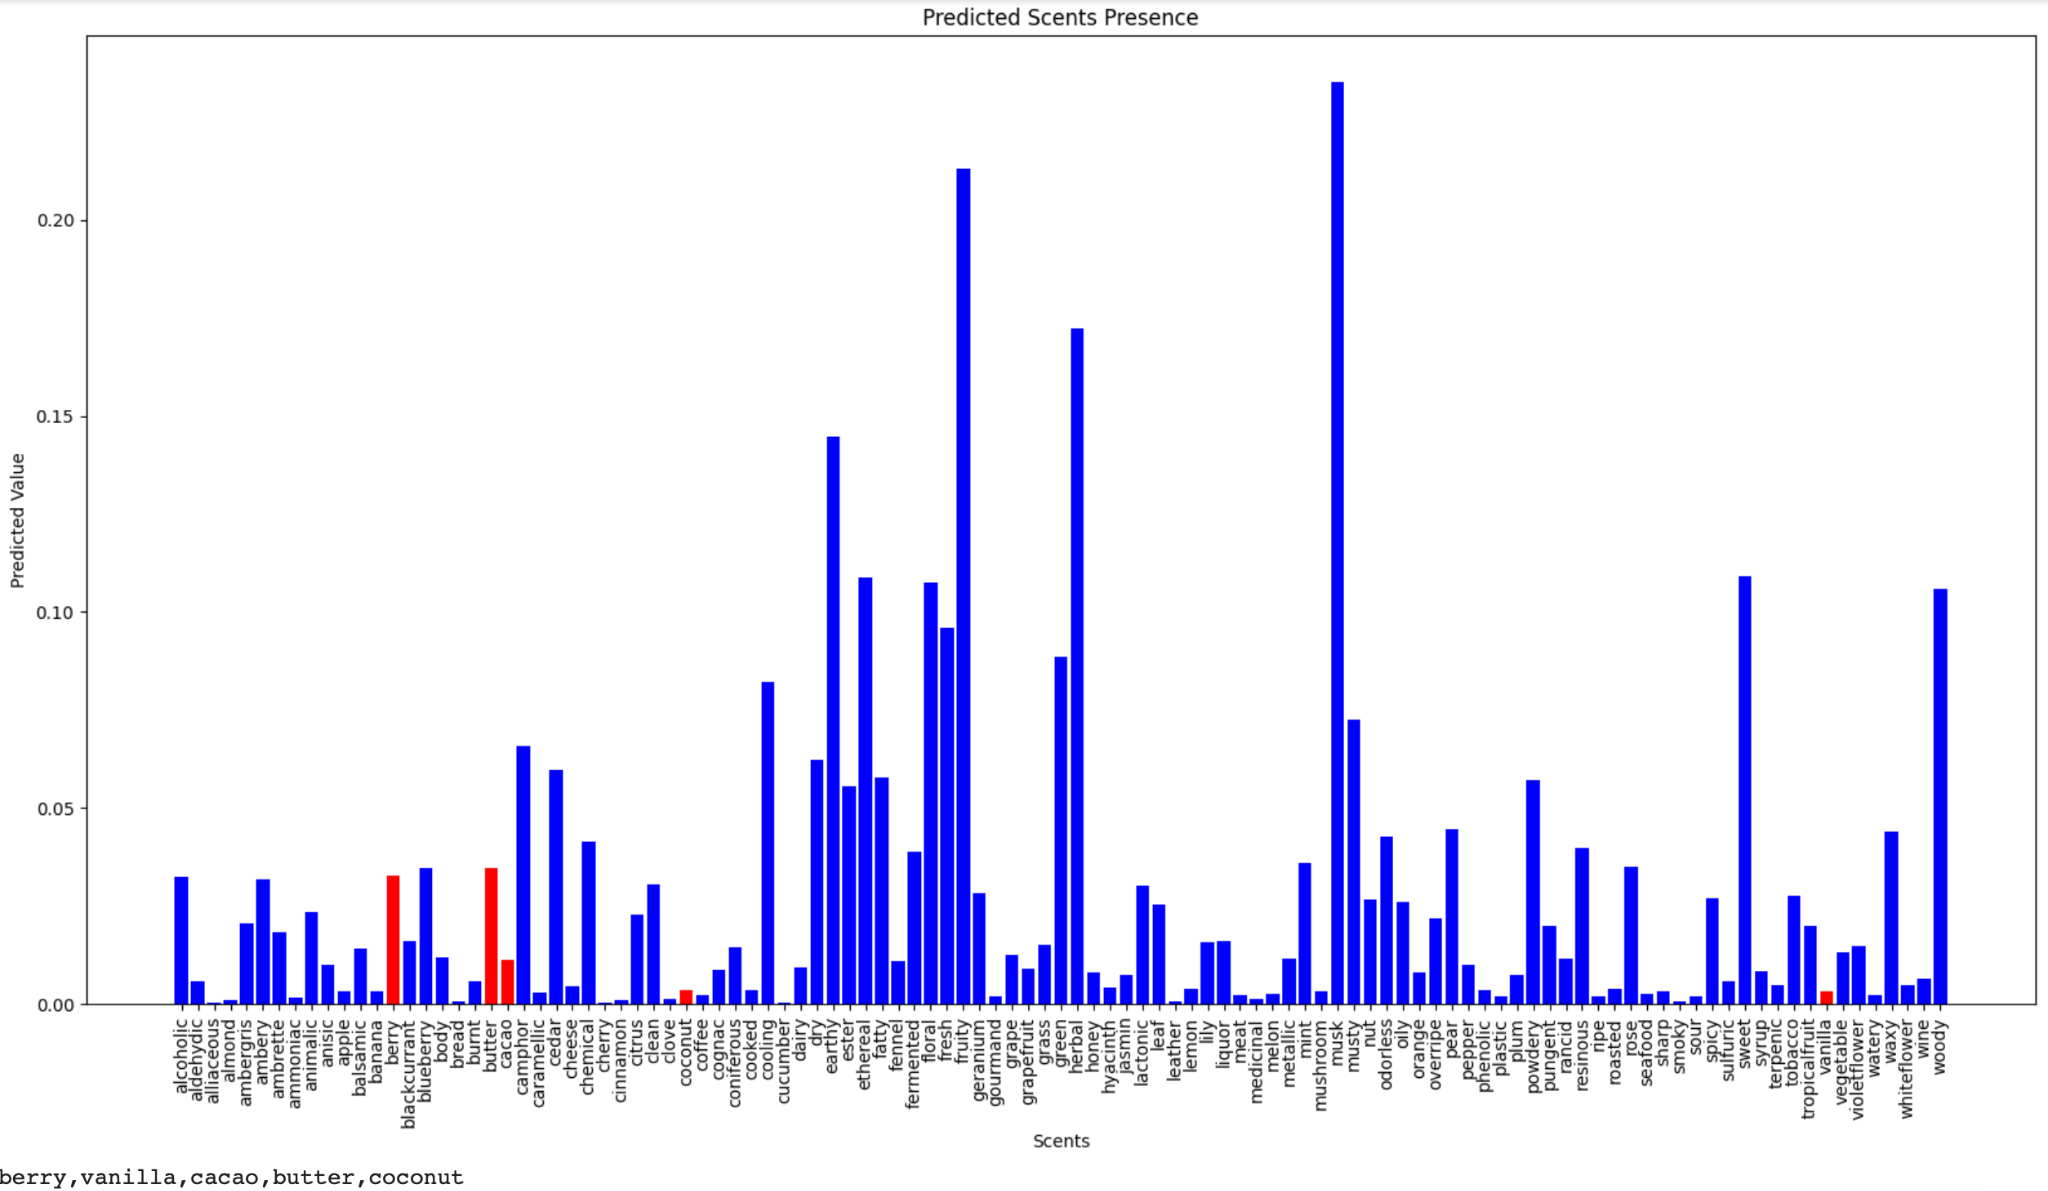 Predicted Scents Presence
Predicted Value
0.20
0.15
0.10
0.05
0.00
alcoholic
aldehydic
alliaceous
almond
ambergris
ambery
ambrette
ammoniac
animalic
anisic
apple
balsamic
banana
berry
blackcurrant
blueberry
body
bread
burnt
butter
cacao
camphor
caramellic
cedar
cheese
chemical
cherry
cinnamon
citrus
clean
clove
coconut
coffee
cognac
coniferous
cooked
cooling
cucumber
dairy
dry
earthy
ester
ethereal
fatty
fennel
fermented
floral
fresh
fruity
geranium
gourmand
grape
grapefruit
grass
green
herbal
honey
hyacinth
jasmin
lactonic
leaf
leather
lemon
lily
liquor
meat
medicinal
melon
metallic
mint
mushroom
musk
musty
nut
odorless
oily
orange
overripe
pear
pepper
phenolic
plastic
plum
powdery
pungent
rancid
resinous
ripe
roasted
rose
seafood
sharp
smoky
sour
spicy
sulfuric
sweet
syrup
terpenic
tobacco
tropicalfruit
vanilla
vegetable
violetflower
watery
waxy
whiteflower
wine
woody
Scents
berry,vanilla,cacao,butter,coconut